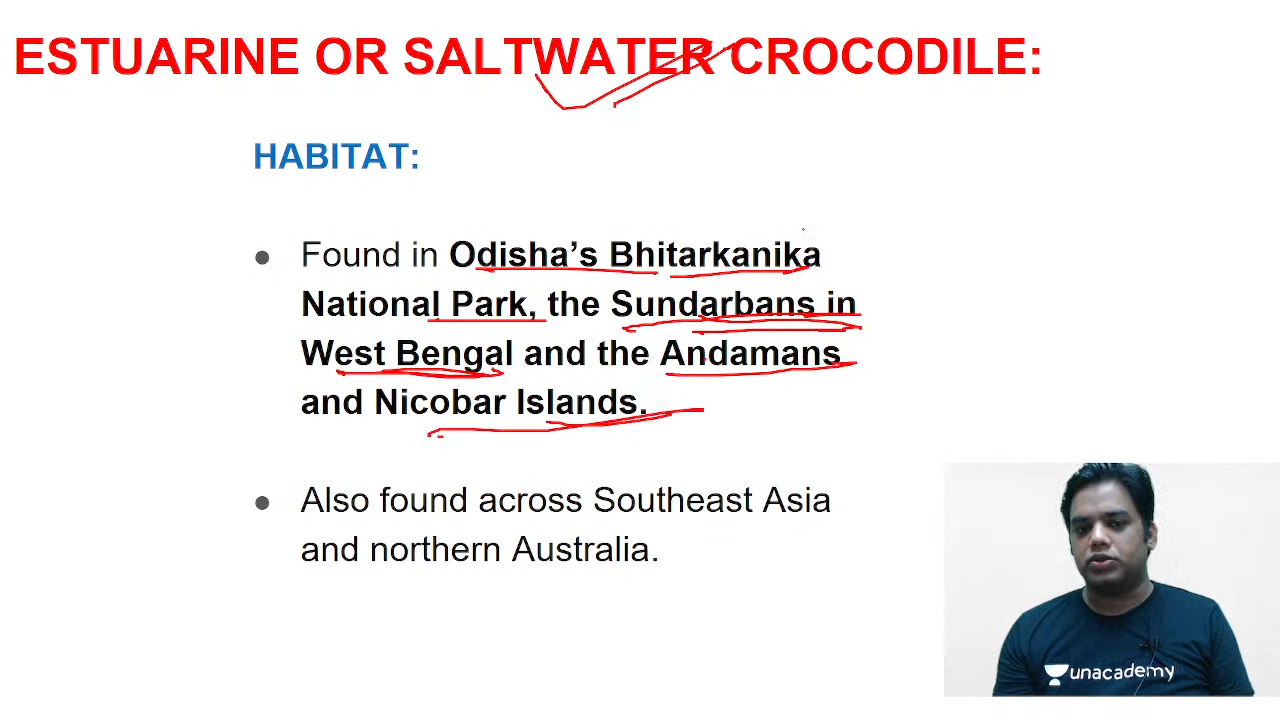 ESTUARINE OR SALTWATER CROCODILE:
HABITAT:
● Found in Odisha’s Bhitarkanika
National Park, the Sundarbans in
West Bengal and the Andamans
and Nicobar Islands.
● Also found across Southeast Asia
and northern Australia.
unacademy